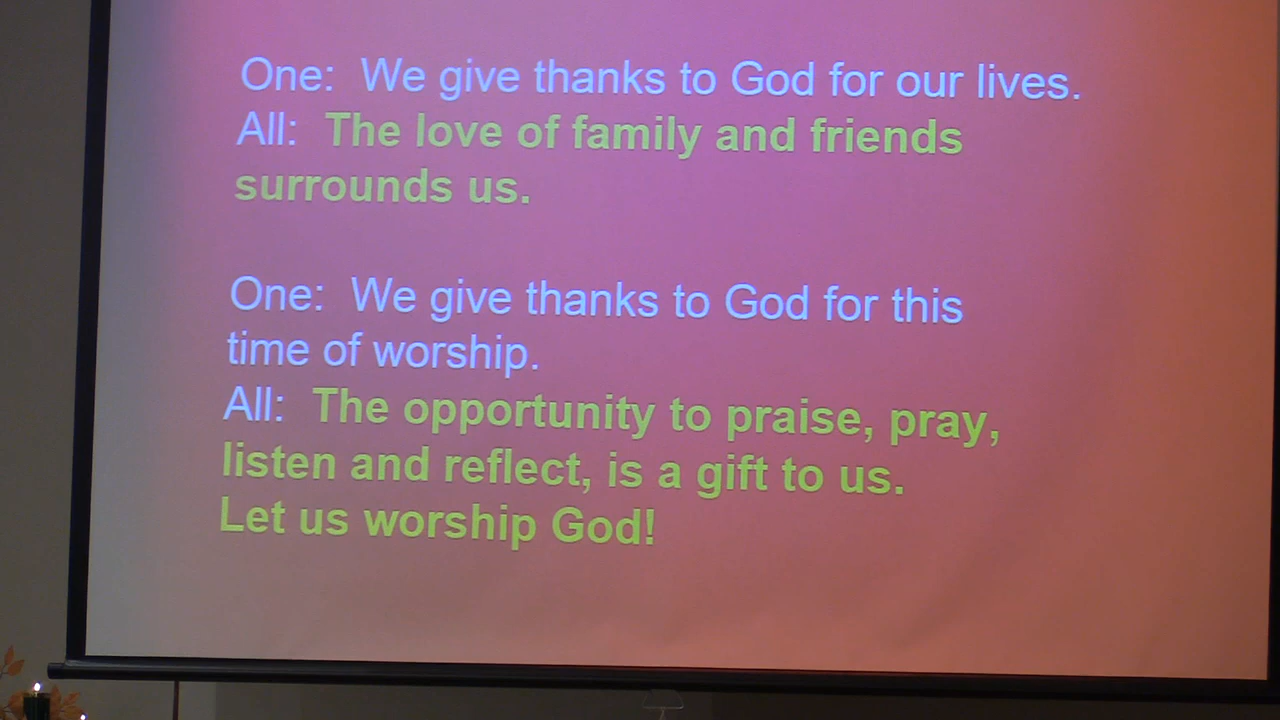 One: We give thanks to God for our lives.
All: The love of family and friends
surrounds us.
One: We give thanks to God for this
time of worship.
All: The opportunity to praise, pray,
listen and reflect, is a gift to us.
Let us worship God!